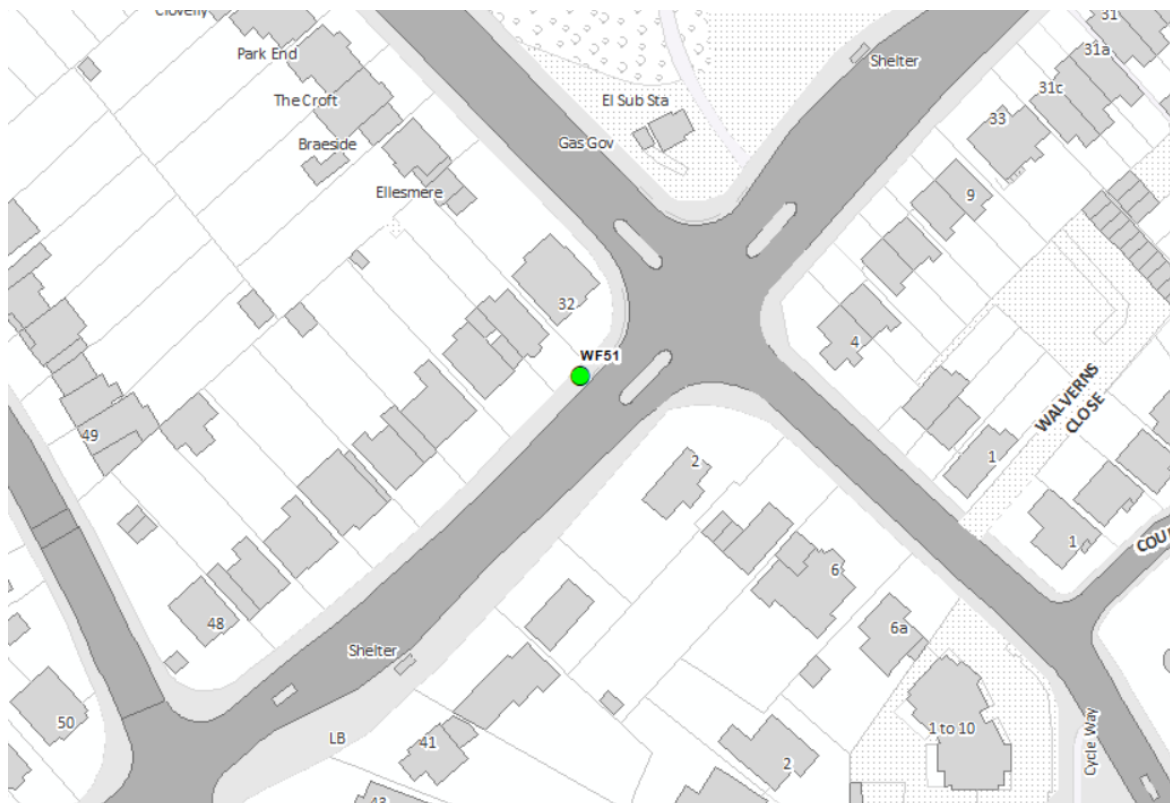 Clovelly
31
Park End
31a
Shelter
31c
The Croft
El Sub Sta
33
Braeside
Gas Gov
Ellesmere
9
32
4
WF51
WALVERNS
CLOSE
49
2
1
1
COU
6
48
6a
Shelter
50
LB
41
1 to 10
Cycle Way
2
43